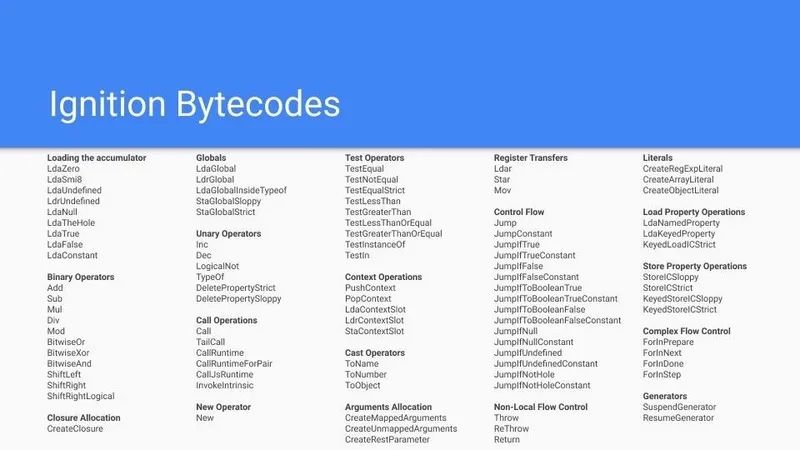 Ignition Bytecodes
Loading the accumulator
LdaZero
LdaSmi8
LdaUndefined
LdrUndefined
LdaNull
LdaTheHole
LdaTrue
LdaFalse
LdaConstant
Binary Operators
Add
Sub
Mul
Div
Mod
BitwiseOr
BitwiseXor
BitwiseAnd
ShiftLeft
ShiftRight
ShiftRightLogical
Closure Allocation
CreateClosure
Globals
LdaGlobal
LdrGlobal
LdaGlobalInsideTypeof
StaGlobalSloppy
StaGlobalStrict
Unary Operators
Inc
Dec
LogicalNot
TypeOf
DeletePropertyStrict
DeletePropertySloppy
Call Operations
Call
TailCall
CallRuntime
CallRuntimeForPair
CallJsRuntime
InvokeIntrinsic
New Operator
New
Test Operators
TestEqual
TestNotEqual
TestEqualStrict
TestLessThan
TestGreaterThan
TestLessThanOrEqual
TestGreaterThanOrEqual
TestInstanceOf
TestIn
Context Operations
PushContext
PopContext
LdaContextSlot
LdrContextSlot
StaContextSlot
Cast Operators
ToName
ToNumber
ToObject
Arguments Allocation
CreateMappedArguments
CreateUnmappedArguments
CreateRestParameter
Register Transfers
Ldar
Star
Mov
Control Flow
Jump
JumpConstant
JumpIfTrue
JumpIfTrueConstant
JumpIfFalse
JumpIfFalseConstant
JumpIfToBooleanTrue
JumpIfToBooleanTrueConstant
JumpIfToBooleanFalse
JumpIfToBooleanFalseConstant
JumpIfNull
JumpIfNullConstant
JumpIfUndefined
JumpIfUndefinedConstant
JumpIfNotHole
JumpIfNotHoleConstant
Non-Local Flow Control
Throw
ReThrow
Return
Literals
CreateRegExpLiteral
CreateArrayLiteral
CreateObjectLiteral
Load Property Operations
LdaNamedProperty
LdaKeyedProperty
KeyedLoadICStrict
Store Property Operations
StoreICSloppy
StoreICStrict
KeyedStoreICSloppy
KeyedStoreICStrict
Complex Flow Control
ForInPrepare
ForInNext
ForInDone
ForInStep
Generators
SuspendGenerator
ResumeGenerator